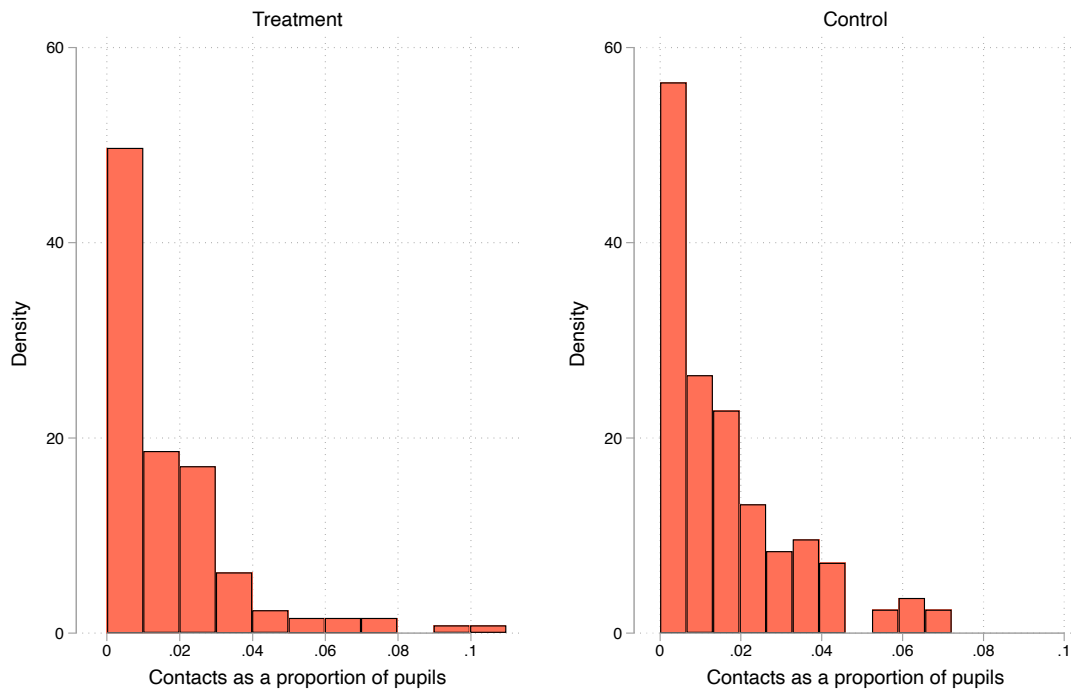 Treatment
Control
60
40
20
0
Density
0 .02 .04 .06 .08 .1
Contacts as a proportion of pupils
60
40
20
0
Density
0 .02 .04 .06 .08 .1
Contacts as a proportion of pupils